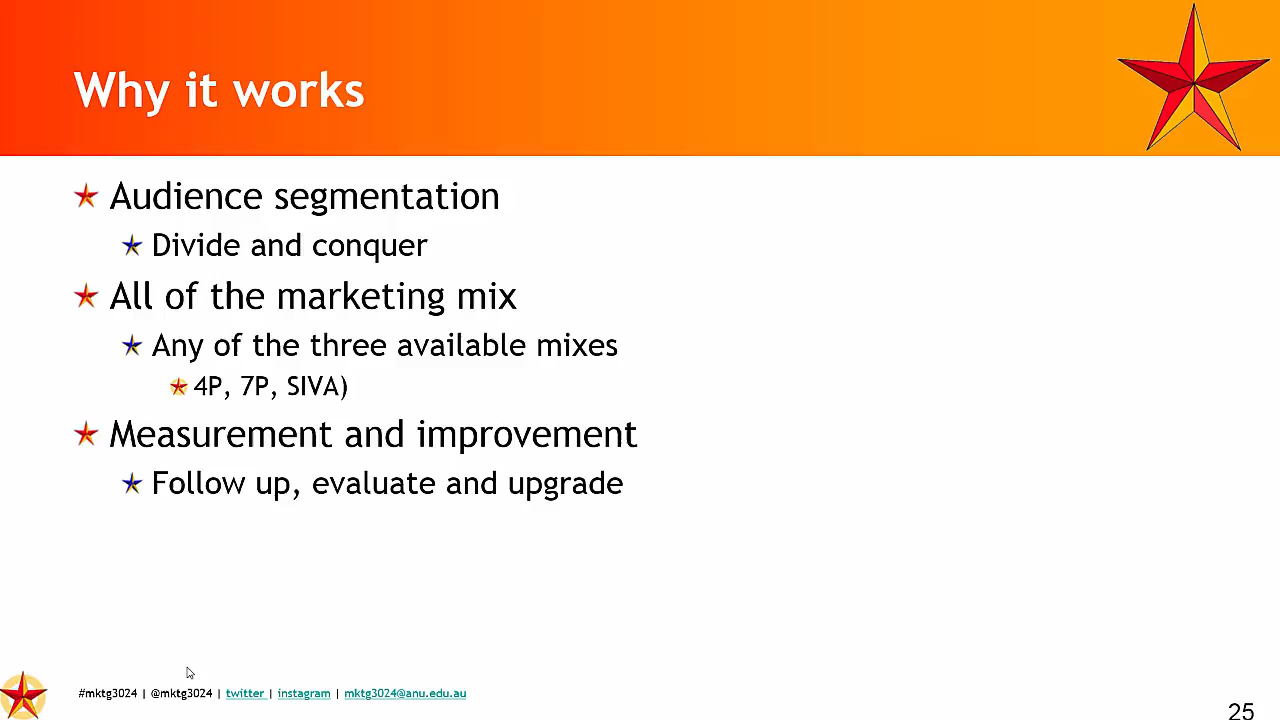 Why it works
Audience segmentation
Divide and conquer
All of the marketing mix
Any of the three available mixes
4P, 7P, SIVA)
Measurement and improvement
Follow up, evaluate and upgrade
#mktg3024 | @mktg3024 | twitter | instagram | mktg3024@anu.edu.au
25